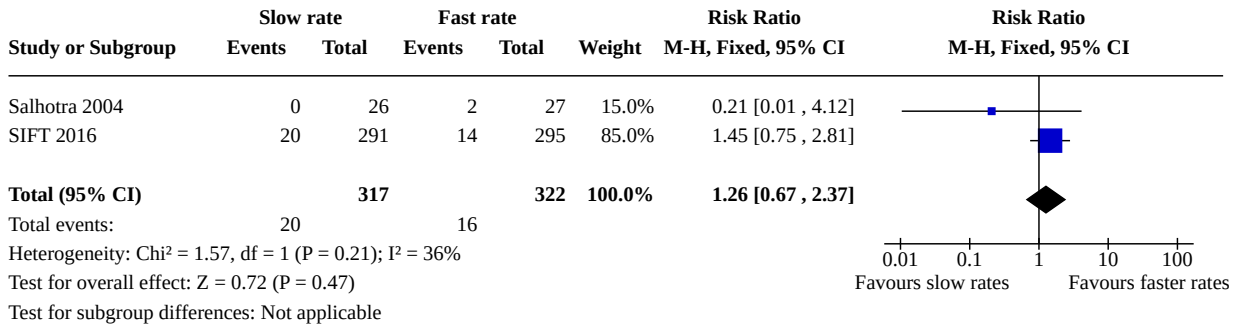 Slow rate Fast rate Risk Ratio Risk Ratio
Study or Subgroup Events Total Events Total Weight M-H, Fixed, 95% CI M-H, Fixed, 95% CI
Salhotra 2004 0 26 2 27 15.0% 0.21 [0.01 , 4.12]
SIFT 2016 20 291 14 295 85.0% 1.45 [0.75 , 2.81]
Total (95% CI) 317 322 100.0% 1.26 [0.67 , 2.37]
Total events: 20 16
Heterogeneity: Chi² = 1.57, df = 1 (P = 0.21); I² = 36%
0.01 0.1 1 10 100
Test for overall effect: Z = 0.72 (P = 0.47) Favours slow rates Favours faster rates
Test for subgroup differences: Not applicable